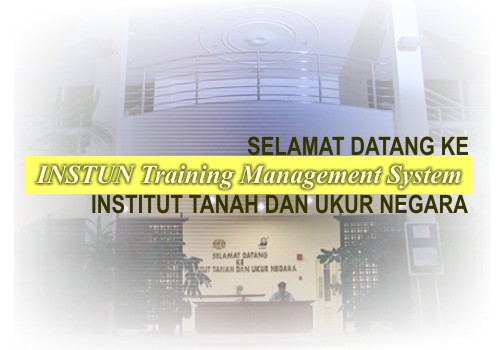 SELAMAT DATANG KE
INSTUN Training Management System
INSTITUT TANAH DAN UKUR NEGARA
SELAMAT DATANG
KE
TUT TANAH DAN UKUR NEGARA